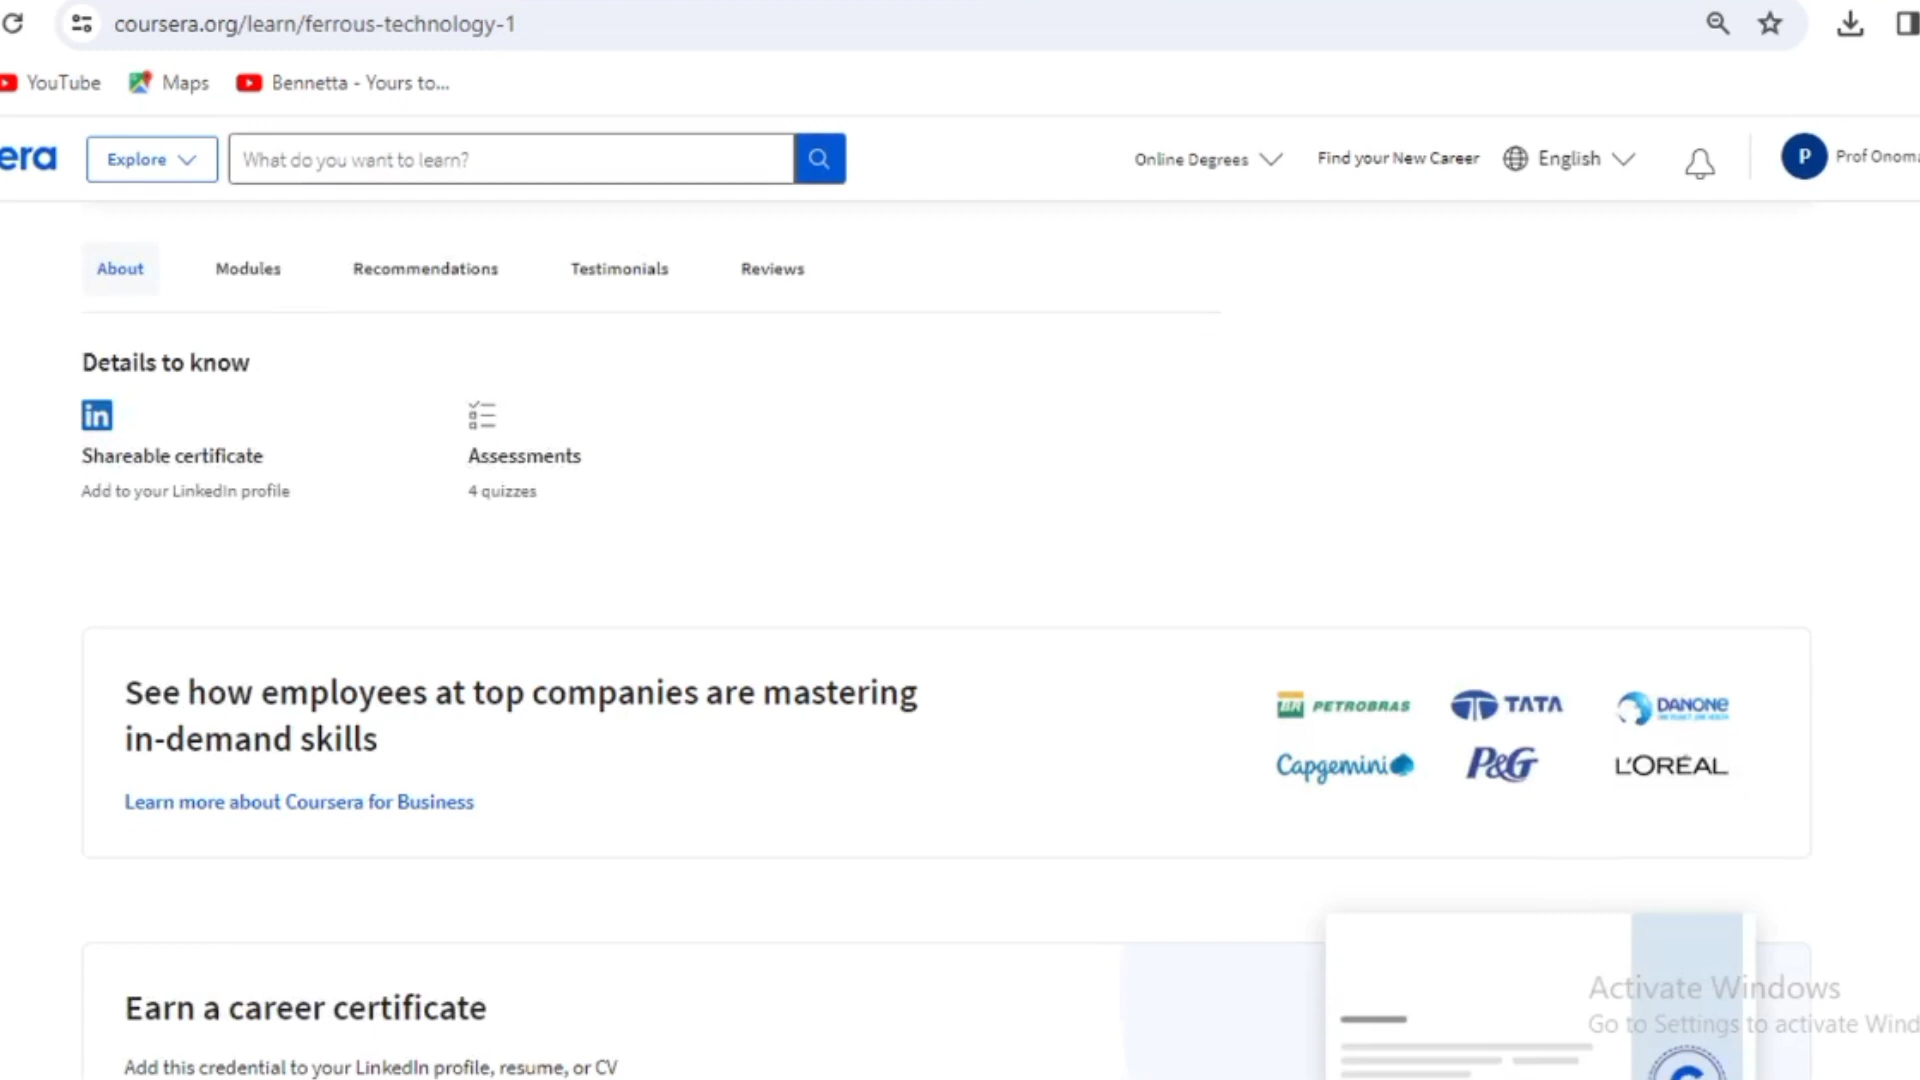 coursera.org/learn/ferrous-technology-1
YouTube Maps Bennetta - Yours to...
era Explore What do you want to learn? Online Degrees Find your New Career English P Prof Onoma
About Modules Recommendations Testimonials Reviews
Details to know
in
Shareable certificate Assessments
Add to your LinkedIn profile 4 quizzes
See how employees at top companies are mastering
in-demand skills
Learn more about Coursera for Business
BR PETROBRAS TATA DANONE
Capgemini P&G L'ORÉAL
Earn a career certificate
Add this credential to your LinkedIn profile, resume, or CV
Activate Windows
Go to Settings to activate Wind